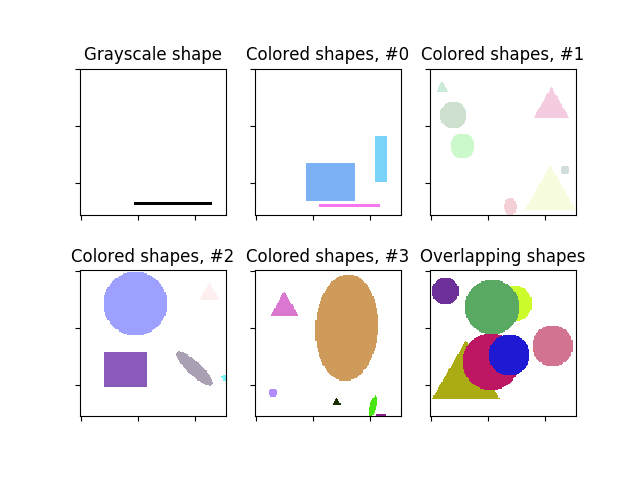 Grayscale shape
Colored shapes, #0
Colored shapes, #1
Colored shapes, #2
Colored shapes, #3
Overlapping shapes